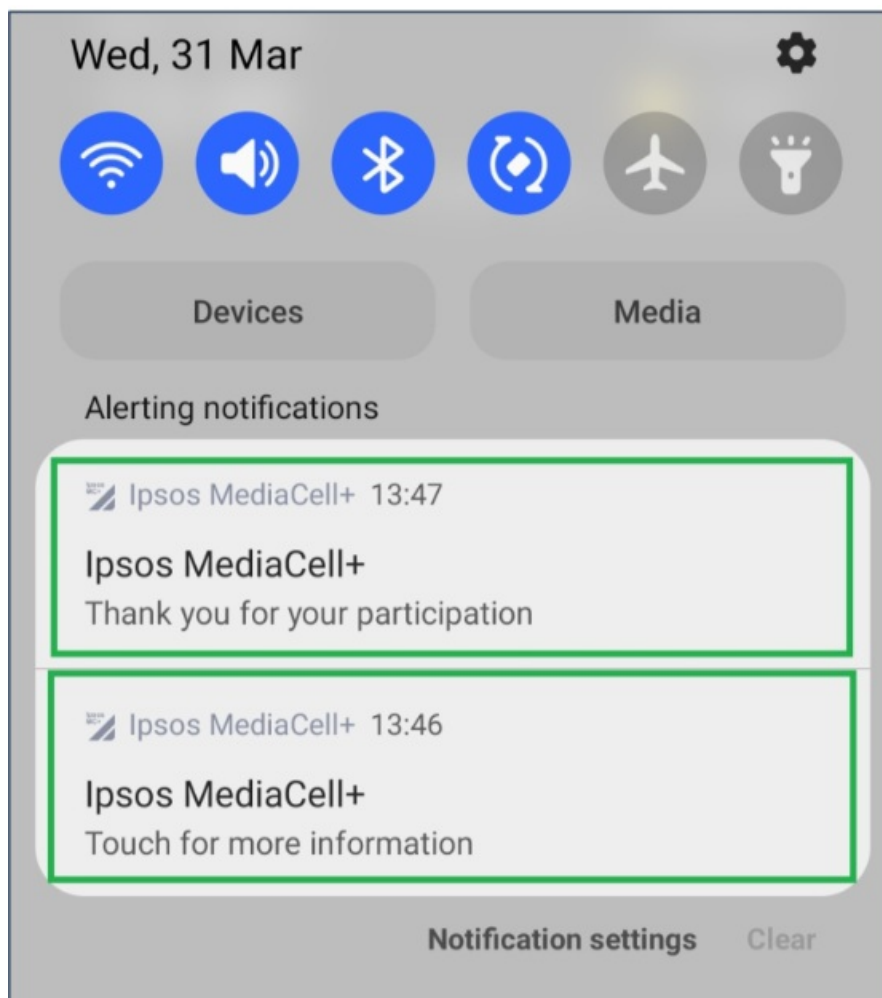 Wed, 31 Mar
Devices
Media
Alerting notifications
Ipsos MediaCell+ 13:47
Ipsos MediaCell+
Thank you for your participation
Ipsos MediaCell+ 13:46
Ipsos MediaCell+
Touch for more information
Notification settings
Clear